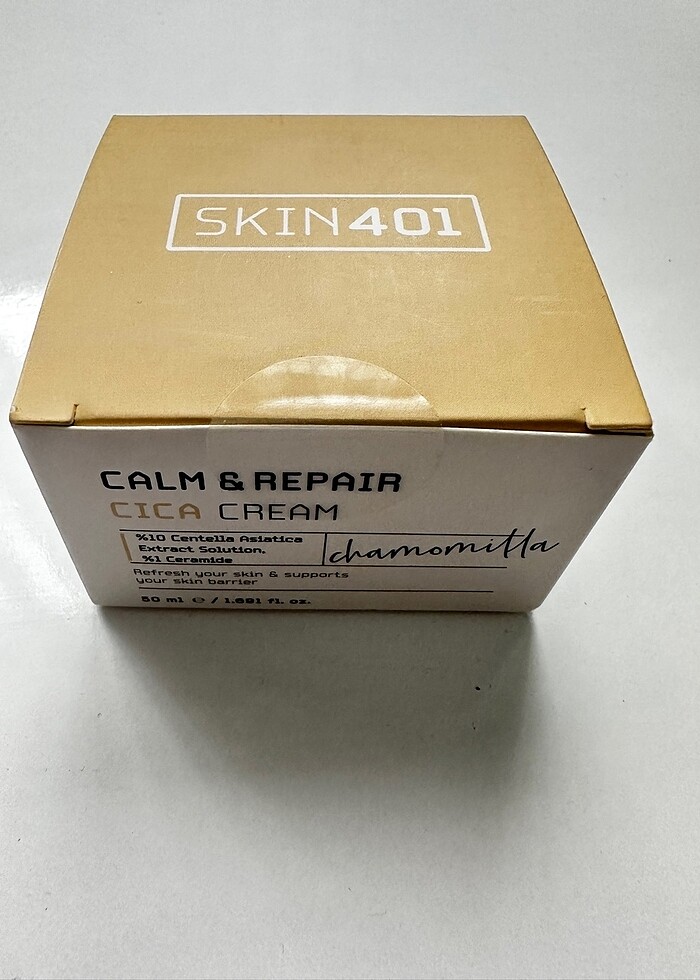 SKIN401
CALM & REPAIR
CICA CREAM
%10 Centella Asiatica
Extract Solution.
%1 Ceramide
chamomilla
Refresh your skin & supports
your skin barrier
50 ml ℮ / 1.691 fl. oz.